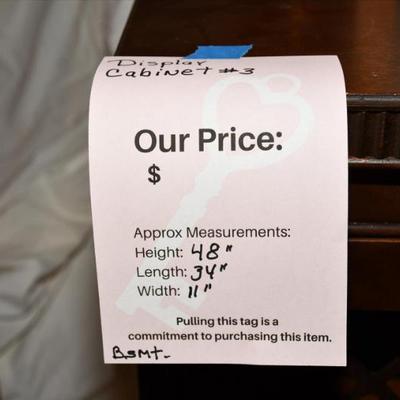 Display
Cabinet #3
Our Price:
$
Approx Measurements:
Height: 48"
Length: 34"
Width: 11"
Pulling this tag is a
commitment to purchasing this item.
Bsmt-